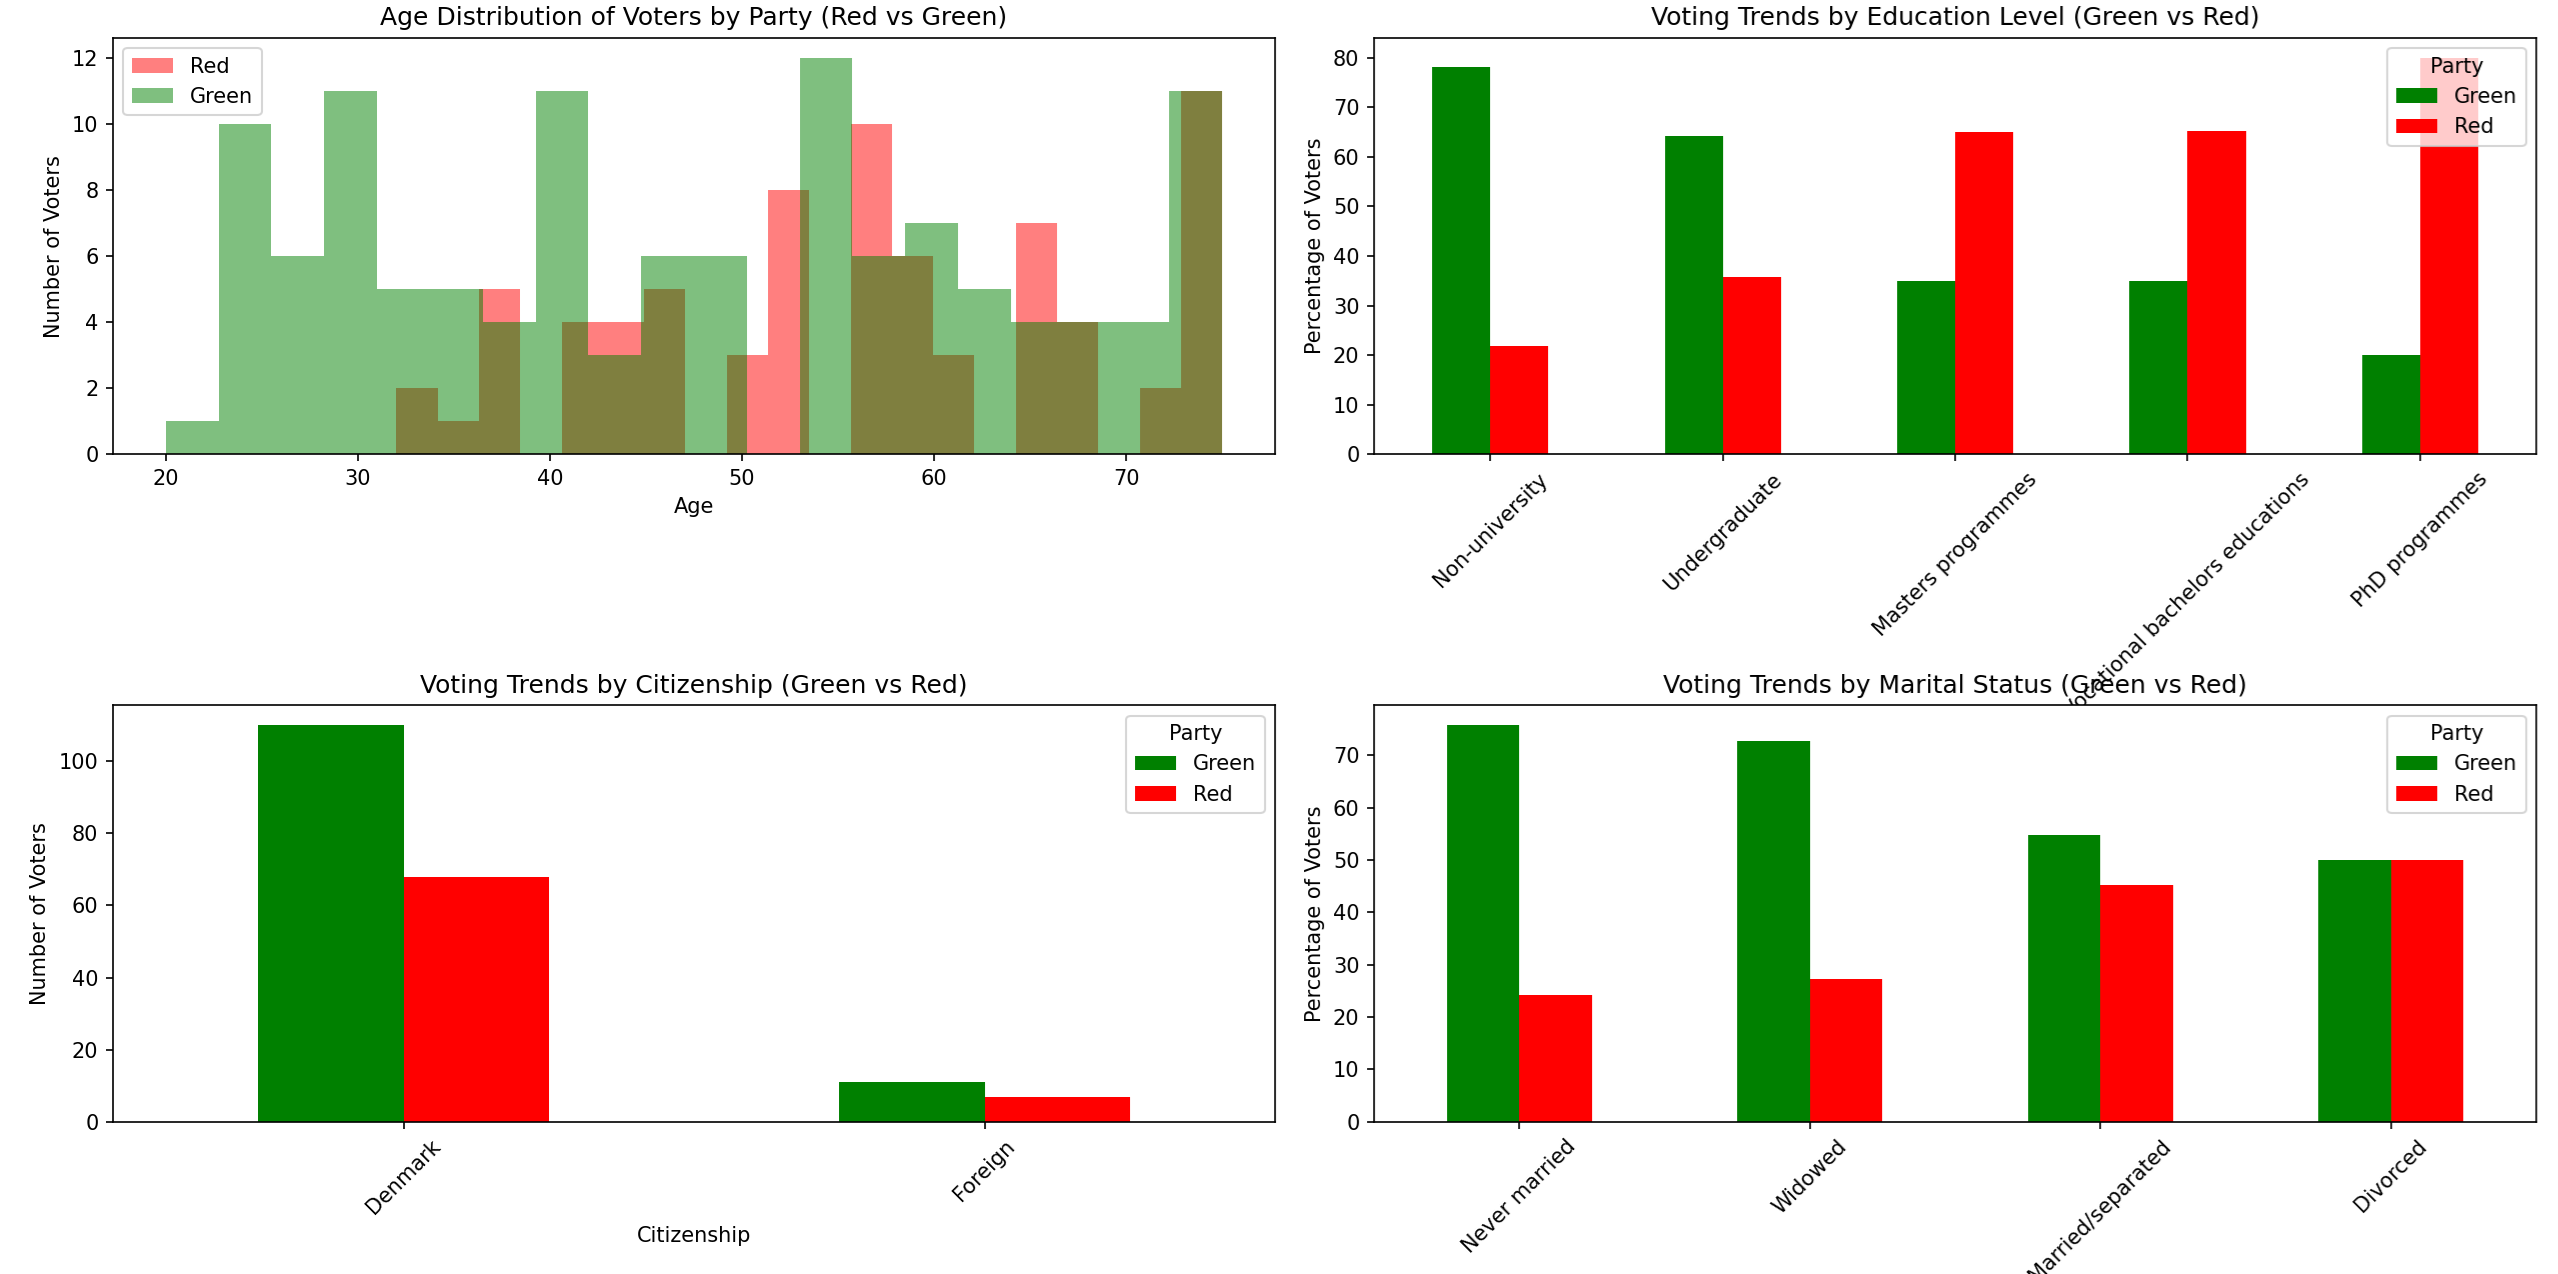 Age Distribution of Voters by Party (Red vs Green)
Number of Voters
12
10
8
6
4
2
0
Red
Green
20
30
40
50
60
70
Age
Voting Trends by Education Level (Green vs Red)
Percentage of Voters
80
70
60
50
40
30
20
10
0
Party
Green
Red
Non-university
Undergraduate
Masters programmes
bachelors educations
PhD programmes
Voting Trends by Citizenship (Green vs Red)
Number of Voters
100
80
60
40
20
0
Party
Green
Red
Denmark
Foreign
Citizenship
Voting Trends by Marital Status (Green vs Red)
Percentage of Voters
70
60
50
40
30
20
10
0
Party
Green
Red
Never married
Widowed
Married/separated
Divorced